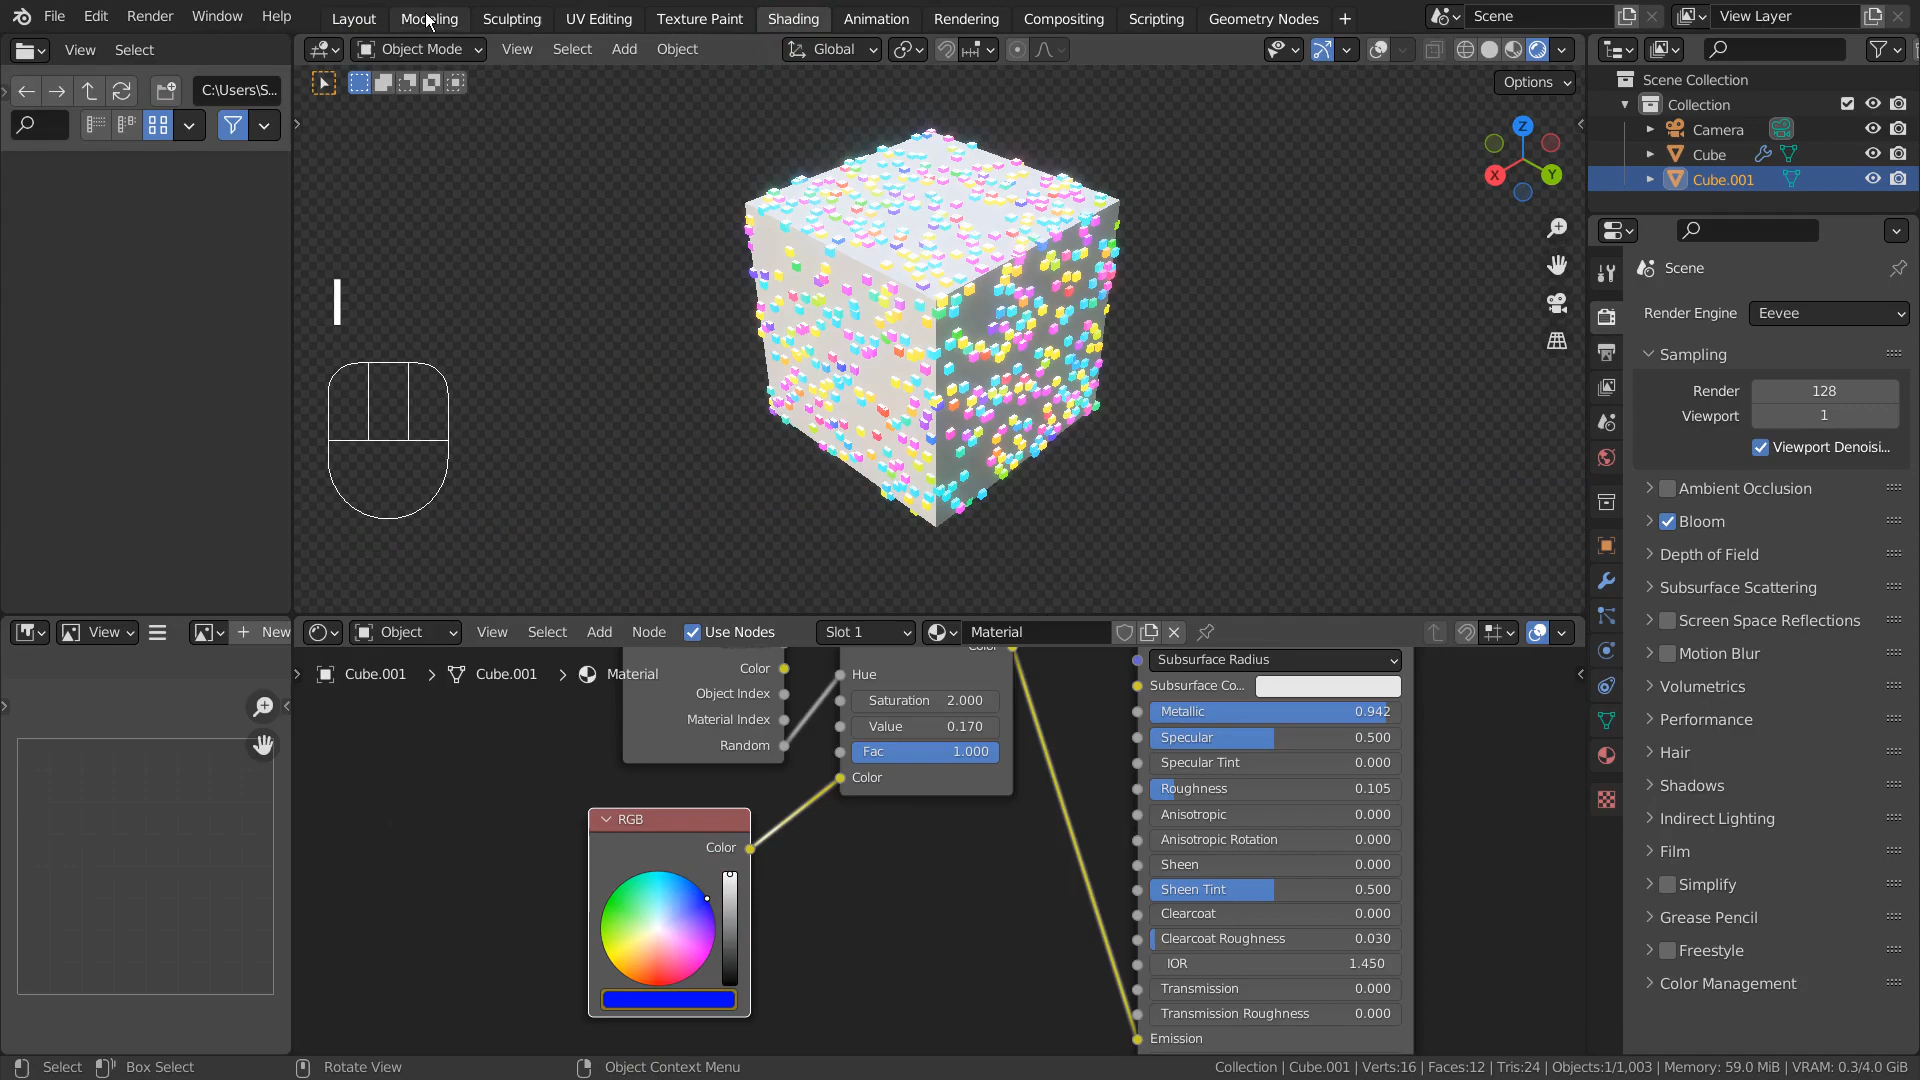 File Edit Render Window Help Layout Modeling Sculpting UV Editing Texture Paint Shading Animation Rendering Compositing Scripting Geometry Nodes + Scene View Layer
View Select Object Mode View Select Add Object Global
C:\Users\S... Options
Scene Collection
Collection
Camera
Cube
Cube.001
Z
X
Y
Scene
Render Engine Eevee
Sampling
Render 128
Viewport 1
Viewport Denoisi...
Ambient Occlusion
Bloom
Depth of Field
Subsurface Scattering
Screen Space Reflections
Motion Blur
Volumetrics
Performance
Hair
Shadows
Indirect Lighting
Film
Simplify
Grease Pencil
Freestyle
Color Management
View + New Object View Select Add Node Use Nodes Slot 1 Material
Cube.001 > Cube.001 > Material
Color
Object Index
Material Index
Random
Hue
Saturation 2.000
Value 0.170
Fac 1.000
Color
RGB
Color
Subsurface Radius
Subsurface Co...
Metallic 0.942
Specular 0.500
Specular Tint 0.000
Roughness 0.105
Anisotropic 0.000
Anisotropic Rotation 0.000
Sheen 0.000
Sheen Tint 0.500
Clearcoat 0.000
Clearcoat Roughness 0.030
IOR 1.450
Transmission 0.000
Transmission Roughness 0.000
Emission
Select Box Select Rotate View Object Context Menu Collection | Cube.001 | Verts:16 | Faces:12 | Tris:24 | Objects:1/1,003 | Memory: 59.0 MiB | VRAM: 0.3/4.0 GiB